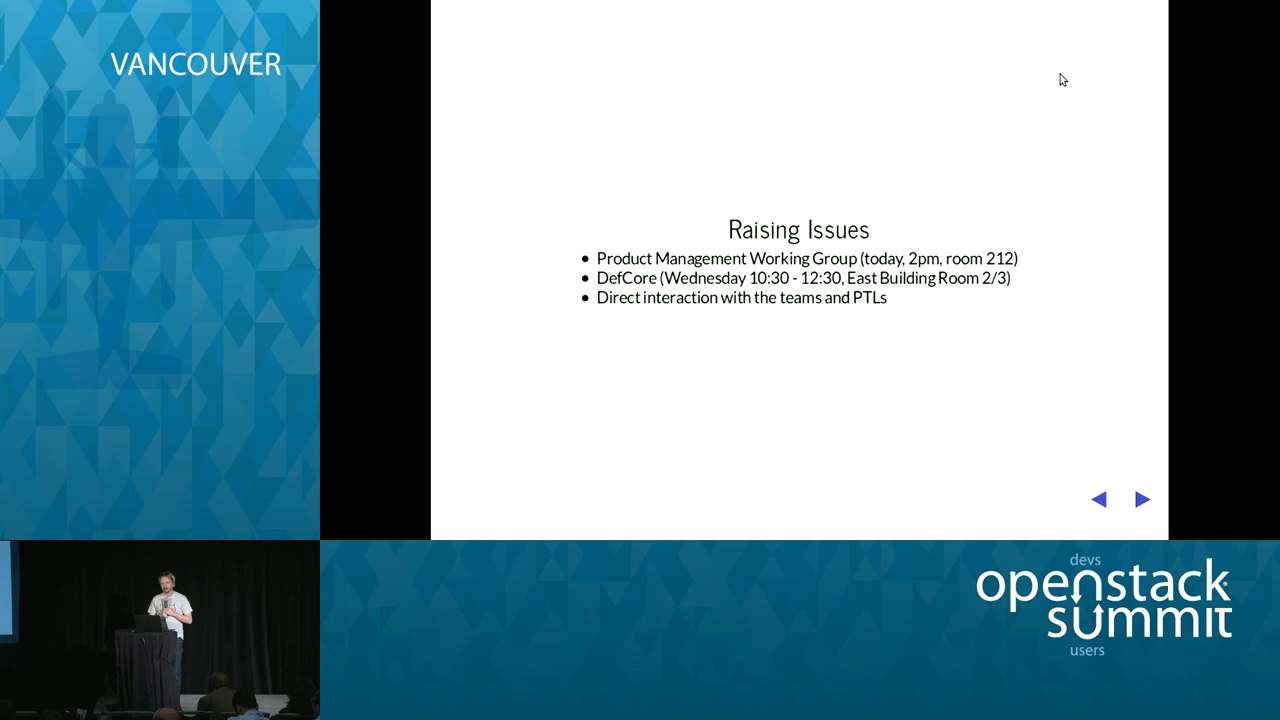 VANCOUVER
Raising Issues
• Product Management Working Group (today, 2pm, room 212)
• DefCore (Wednesday 10:30 - 12:30, East Building Room 2/3)
• Direct interaction with the teams and PTLs
devs
openstack
summit
users